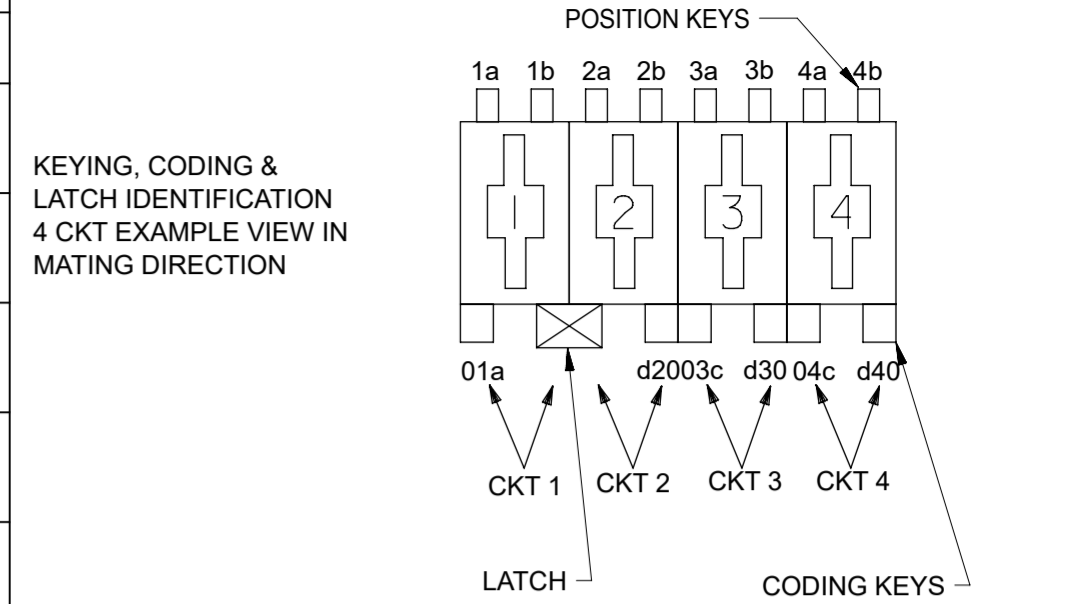 POSITION KEYS
1a 1b 2a 2b 3a 3b 4a 4b
KEYING, CODING &
LATCH IDENTIFICATION
4 CKT EXAMPLE VIEW IN
MATING DIRECTION
1 2 3 4
01a d2003c d30 04c d40
CKT 1 CKT 2 CKT 3 CKT 4
LATCH
CODING KEYS